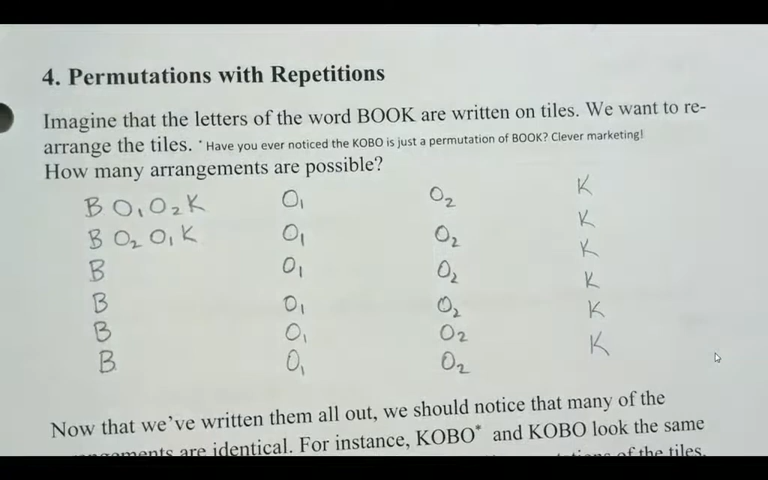 4. Permutations with Repetitions
Imagine that the letters of the word BOOK are written on tiles. We want to re-
arrange the tiles. * Have you ever noticed the KOBO is just a permutation of BOOK? Clever marketing!
How many arrangements are possible?
B O₁O₂K O₁ O₂ K
B O₂ O₁ K O₁ O₂ K
B O₁ O₂ K
B O₁ O₂ K
B O₁ O₂ K
B O₁ O₂ K
Now that we've written them all out, we should notice that many of the
are identical. For instance, KOBO* and KOBO look the same
of the tiles.